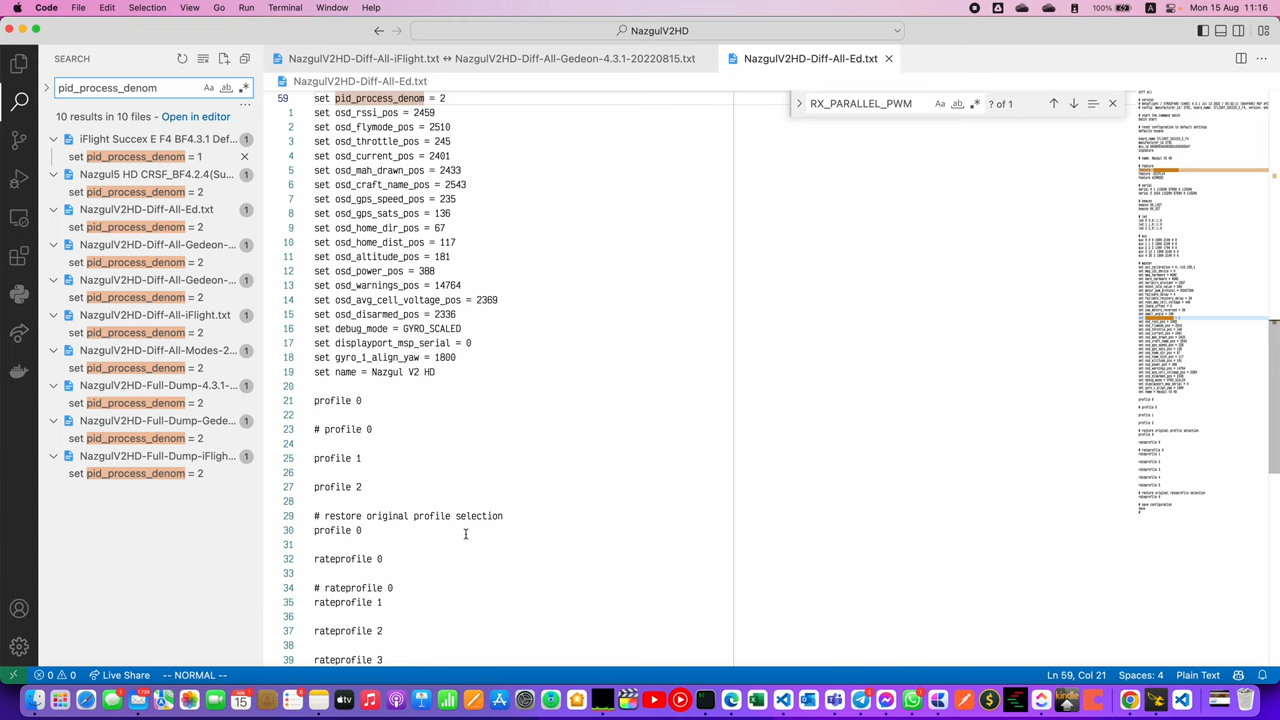 Code File Edit Selection View Go Run Terminal Window Help 100% Mon 15 Aug 11:16
NazgulV2HD
SEARCH
NazgulV2HD-Diff-All-iFlight.txt ↔ NazgulV2HD-Diff-All-Gedeon-4.3.1-20220815.txt
NazgulV2HD-Diff-All-Ed.txt
NazgulV2HD-Diff-All-Ed.txt
pid_process_denom
RX_PARALLEL_PWM
? of 1
10 results in 10 files - Open in editor
iFlight Succex E F4 BF4.3.1 Def... 1
set pid_process_denom = 1
Nazgul5 HD CRSF_BF4.2.4(Su... 1
set pid_process_denom = 2
NazgulV2HD-Diff-All-Ed.txt 1
set pid_process_denom = 2
NazgulV2HD-Diff-All-Gedeon-... 1
set pid_process_denom = 2
NazgulV2HD-Diff-All-Gedeon-... 1
set pid_process_denom = 2
NazgulV2HD-Diff-All-iFlight.txt 1
set pid_process_denom = 2
NazgulV2HD-Diff-All-Modes-2... 1
set pid_process_denom = 2
NazgulV2HD-Full-Dump-4.3.1-... 1
set pid_process_denom = 2
NazgulV2HD-Full-Dump-Gede... 1
set pid_process_denom = 2
NazgulV2HD-Full-Dump-iFligh... 1
set pid_process_denom = 2
59 set pid_process_denom = 2
1 set osd_rssi_pos = 2459
2 set osd_flymode_pos = 2510
3 set osd_throttle_pos = 246
4 set osd_current_pos = 2401
5 set osd_mah_drawn_pos = 2433
6 set osd_craft_name_pos = 2543
7 set osd_gps_speed_pos = 235
8 set osd_gps_sats_pos = 136
9 set osd_home_dir_pos = 67
10 set osd_home_dist_pos = 117
11 set osd_altitude_pos =
12 set osd_power_pos = 388
13 set osd_warnings_pos =
14 set osd_avg_cell_voltage_pos = 2369
15 set osd_disarmed_pos =
16 set debug_mode = GYRO_
17 set displayport_msp_serial = 0
18 set gyro_1_align_yaw = 1800
19 set name = Nazgul V2 HD
20
21 profile 0
22
23 # profile 0
24
25 profile 1
26
27 profile 2
28
29 # restore original profile selection
30 profile 0
31
32 rateprofile 0
33
34 # rateprofile 0
35 rateprofile 1
36
37 rateprofile 2
38
39 rateprofile 3
0 0 Live Share -- NORMAL -- Ln 59, Col 21 Spaces: 4 Plain Text